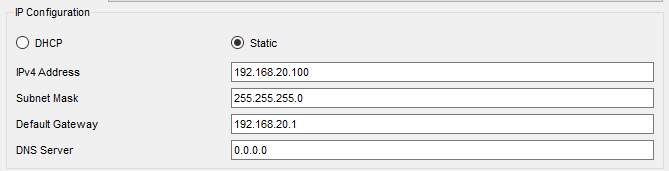 IP Configuration
DHCP Static
IPv4 Address 192.168.20.100
Subnet Mask 255.255.255.0
Default Gateway 192.168.20.1
DNS Server 0.0.0.0